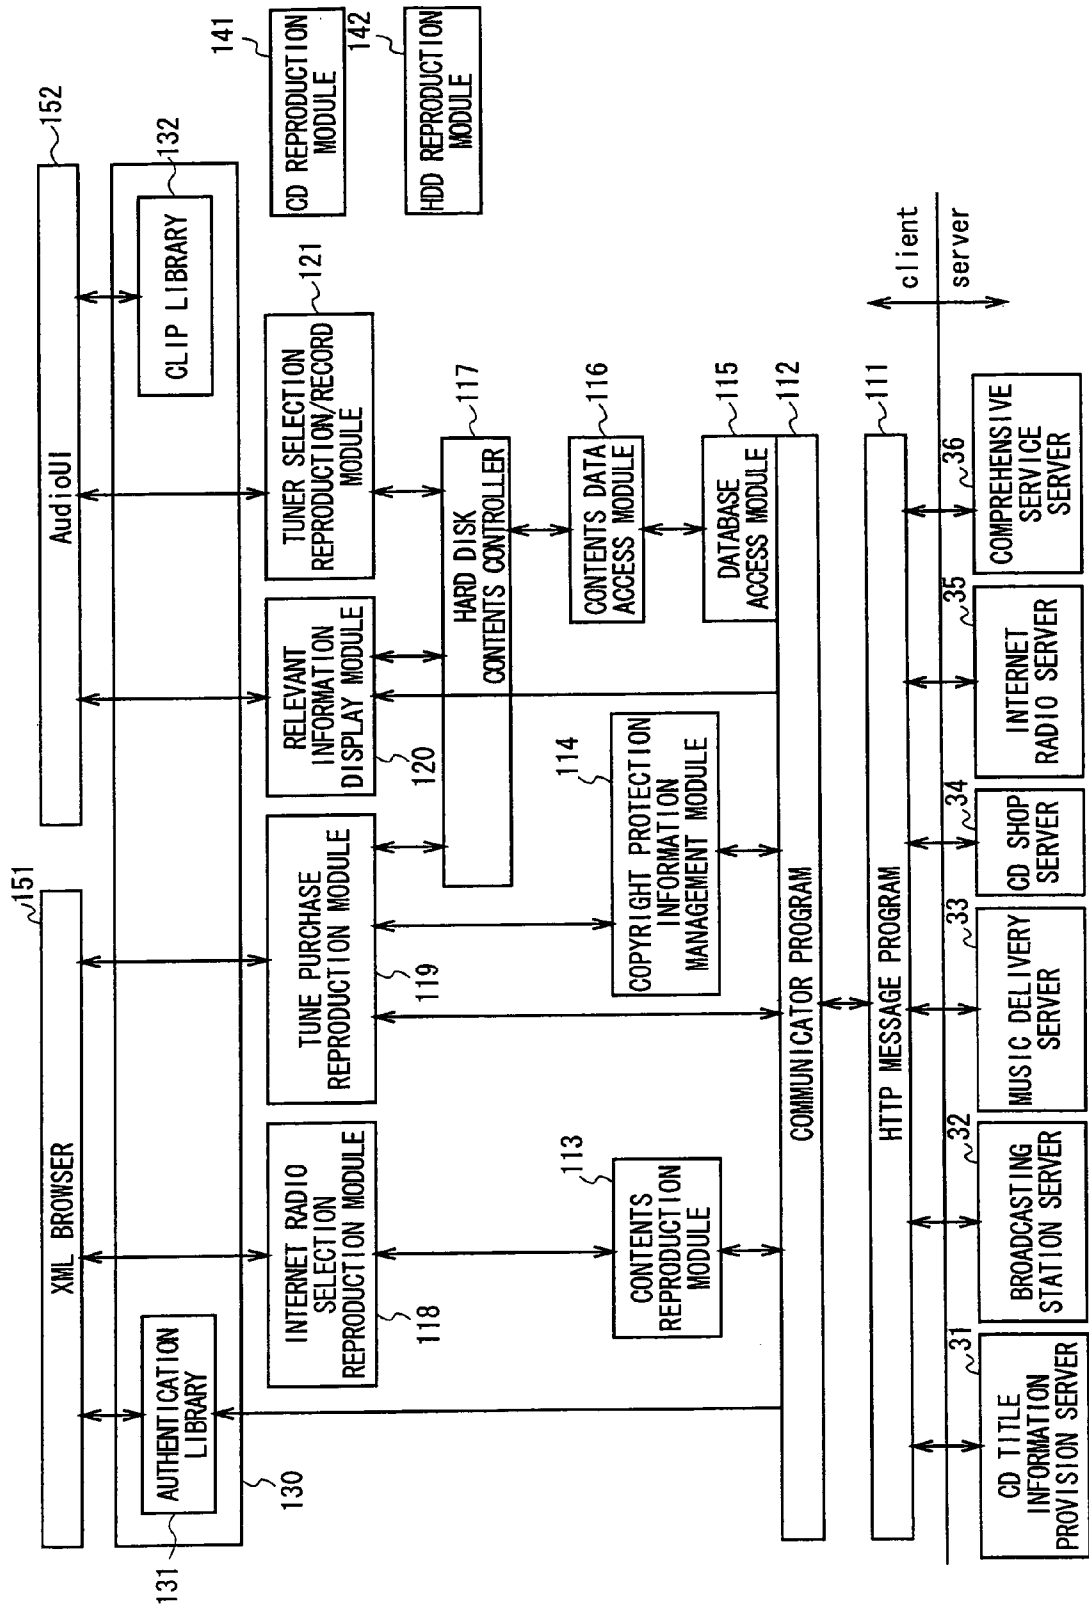 151
XML BROWSER
152
AudioUI
131
AUTHENTICATION
LIBRARY
130
132
CLIP LIBRARY
INTERNET RADIO
SELECTION
REPRODUCTION MODULE
118
TUNE PURCHASE
REPRODUCTION MODULE
119
RELEVANT
INFORMATION
DISPLAY MODULE
120
TUNER SELECTION
REPRODUCTION/RECORD
MODULE
121
CD REPRODUCTION
MODULE
141
HDD REPRODUCTION
MODULE
142
HARD DISK
CONTENTS CONTROLLER
117
CONTENTS
REPRODUCTION
MODULE
113
COPYRIGHT PROTECTION
INFORMATION
MANAGEMENT MODULE
114
CONTENTS DATA
ACCESS MODULE
116
DATABASE
ACCESS MODULE
115
COMMUNICATOR PROGRAM
112
HTTP MESSAGE PROGRAM
111
client
server
CD TITLE
INFORMATION
PROVISION SERVER
31
BROADCASTING
STATION SERVER
32
MUSIC DELIVERY
SERVER
33
CD SHOP
SERVER
34
INTERNET
RADIO SERVER
35
COMPREHENSIVE
SERVICE
SERVER
36